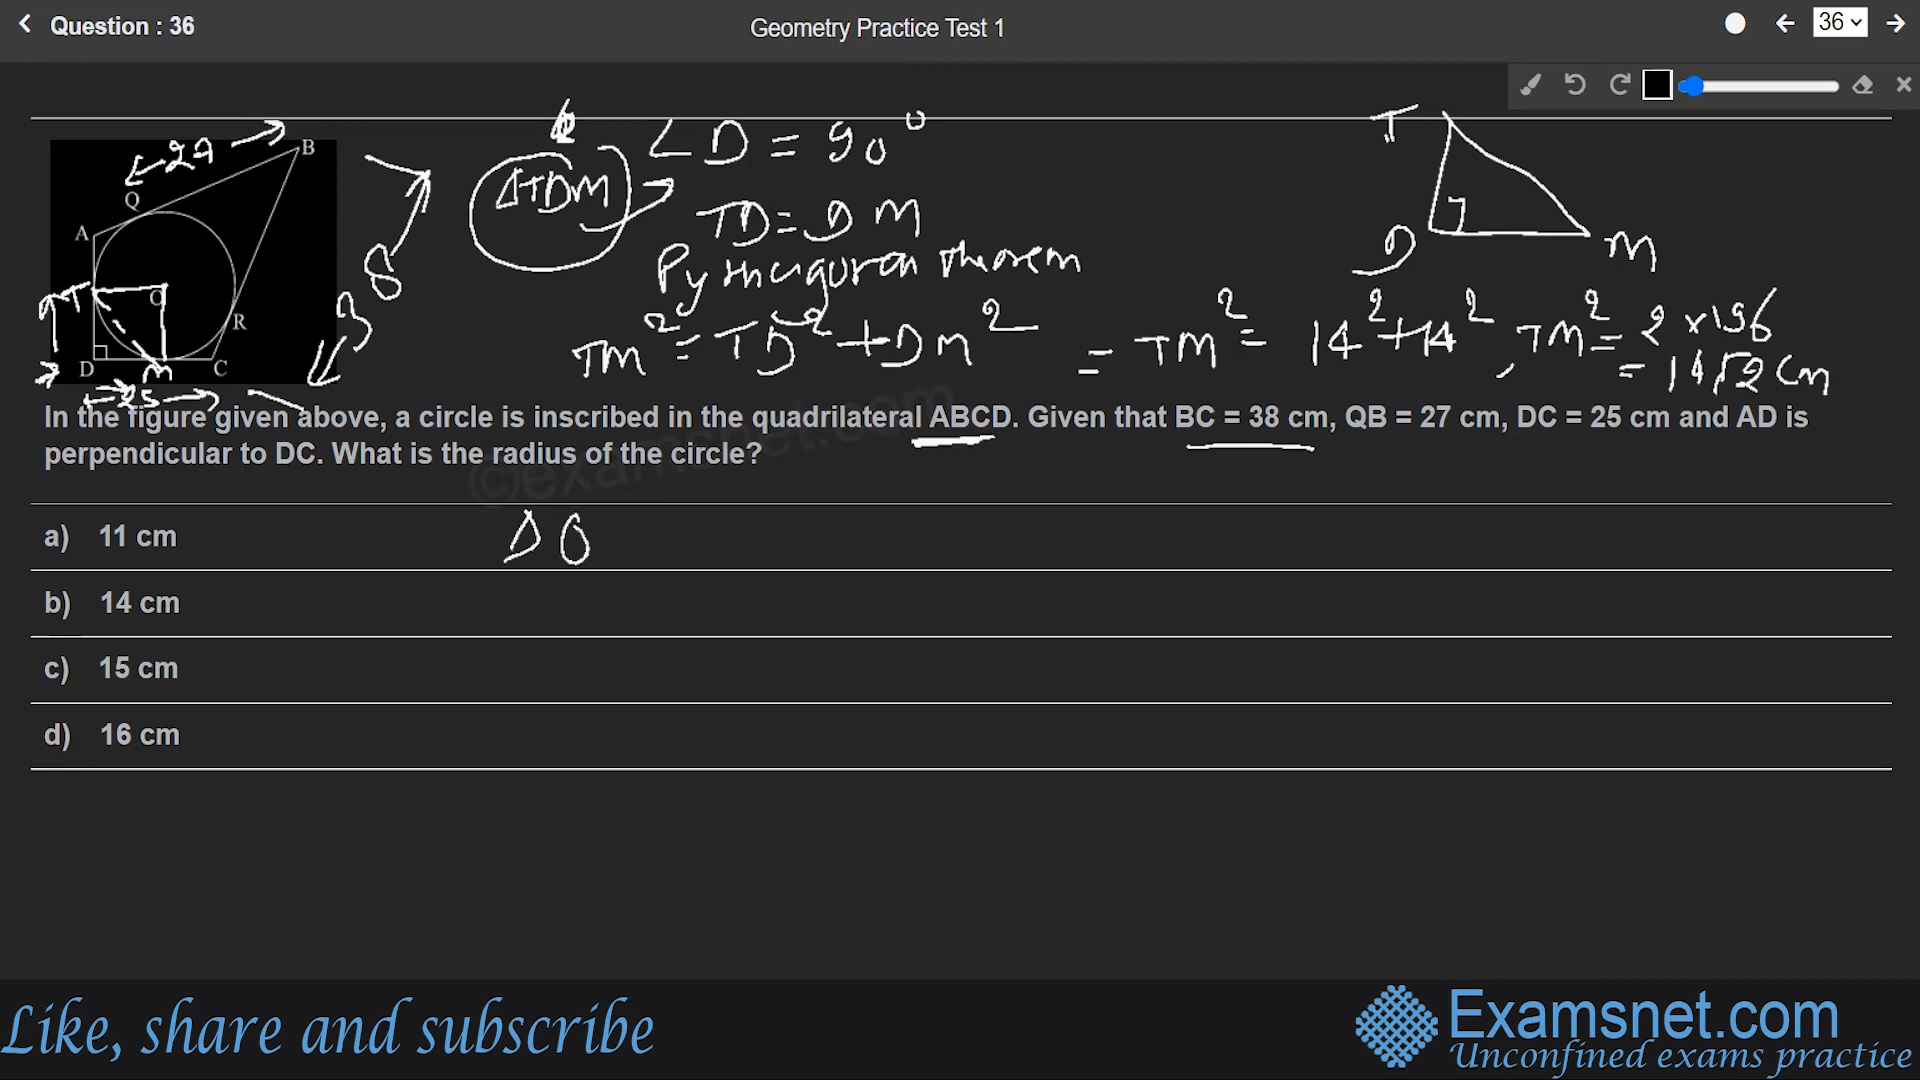 Question : 36
Geometry Practice Test 1
36
∠D = 90°
ΔTDM
TD = DM
Pythagorean theorem
TM² = TD² + DM²
= TM² = 14² + 14², TM² = 2 × 196
= 14√2 cm
T
D
M
27
B
Q
A
38
T
O
R
D
M
C
25
In the figure given above, a circle is inscribed in the quadrilateral ABCD. Given that BC = 38 cm, QB = 27 cm, DC = 25 cm and AD is
perpendicular to DC. What is the radius of the circle?
©examsnet.com
a) 11 cm
Δ O
b) 14 cm
c) 15 cm
d) 16 cm
Like, share and subscribe
Examsnet.com
Unconfined exams practice